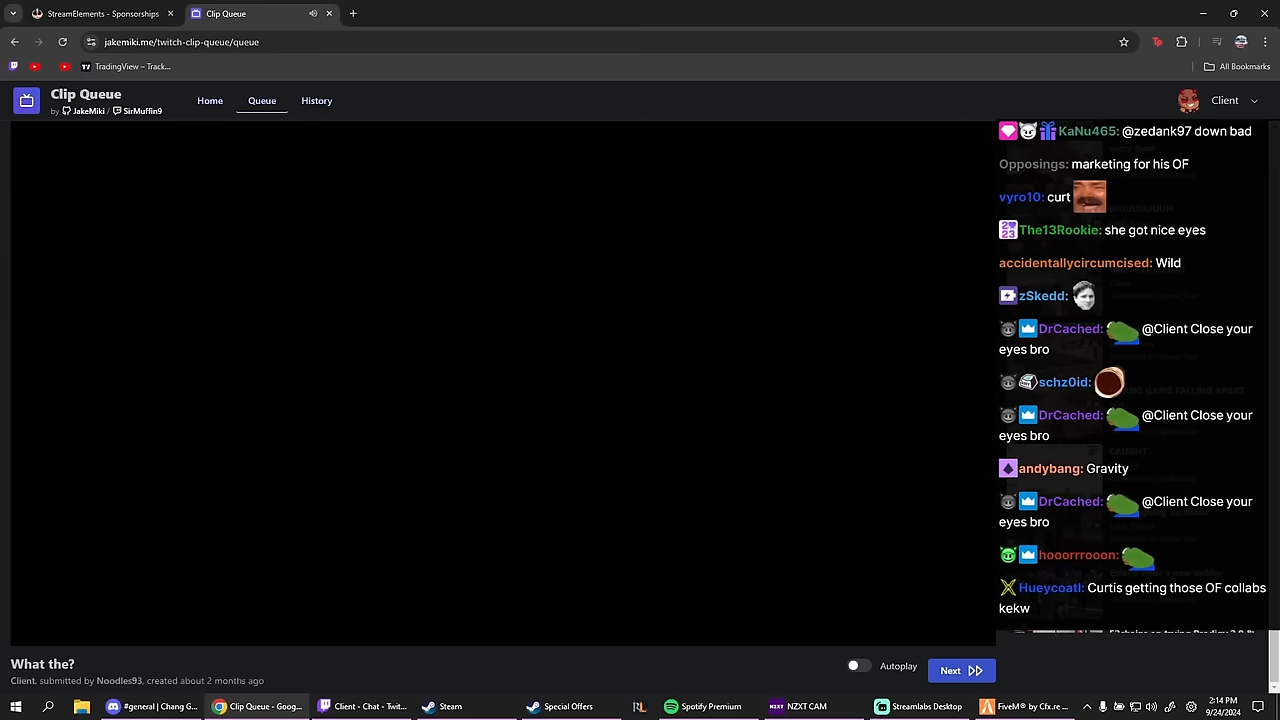 StreamElements - Sponsorships
Clip Queue
jakemiki.me/twitch-clip-queue/queue
TradingView – Track...
All Bookmarks
Clip Queue
by JakeMiki / SirMuffin9
Home
Queue
History
Client
KaNu465: @zedank97 down bad
Opposings: marketing for his OF
vyro10: curt
The13Rookie: she got nice eyes
accidentallycircumcised: Wild
zSkedd:
DrCached: @Client Close your
eyes bro
schz0id:
DrCached: @Client Close your
eyes bro
andybang: Gravity
DrCached: @Client Close your
eyes bro
hooorrrooon:
Hueycoatl: Curtis getting those OF collabs
kekw
What the?
Client, submitted by Noodles93, created about 2 months ago
Autoplay
Next
#general | Chang G...
Clip Queue - Goog...
Client - Chat - Twit...
Steam
Special Offers
RL
Spotify Premium
NZXT
NZXT CAM
Streamlabs Desktop
FiveM® by Cfx.re ...
2:14 PM
9/24/2024